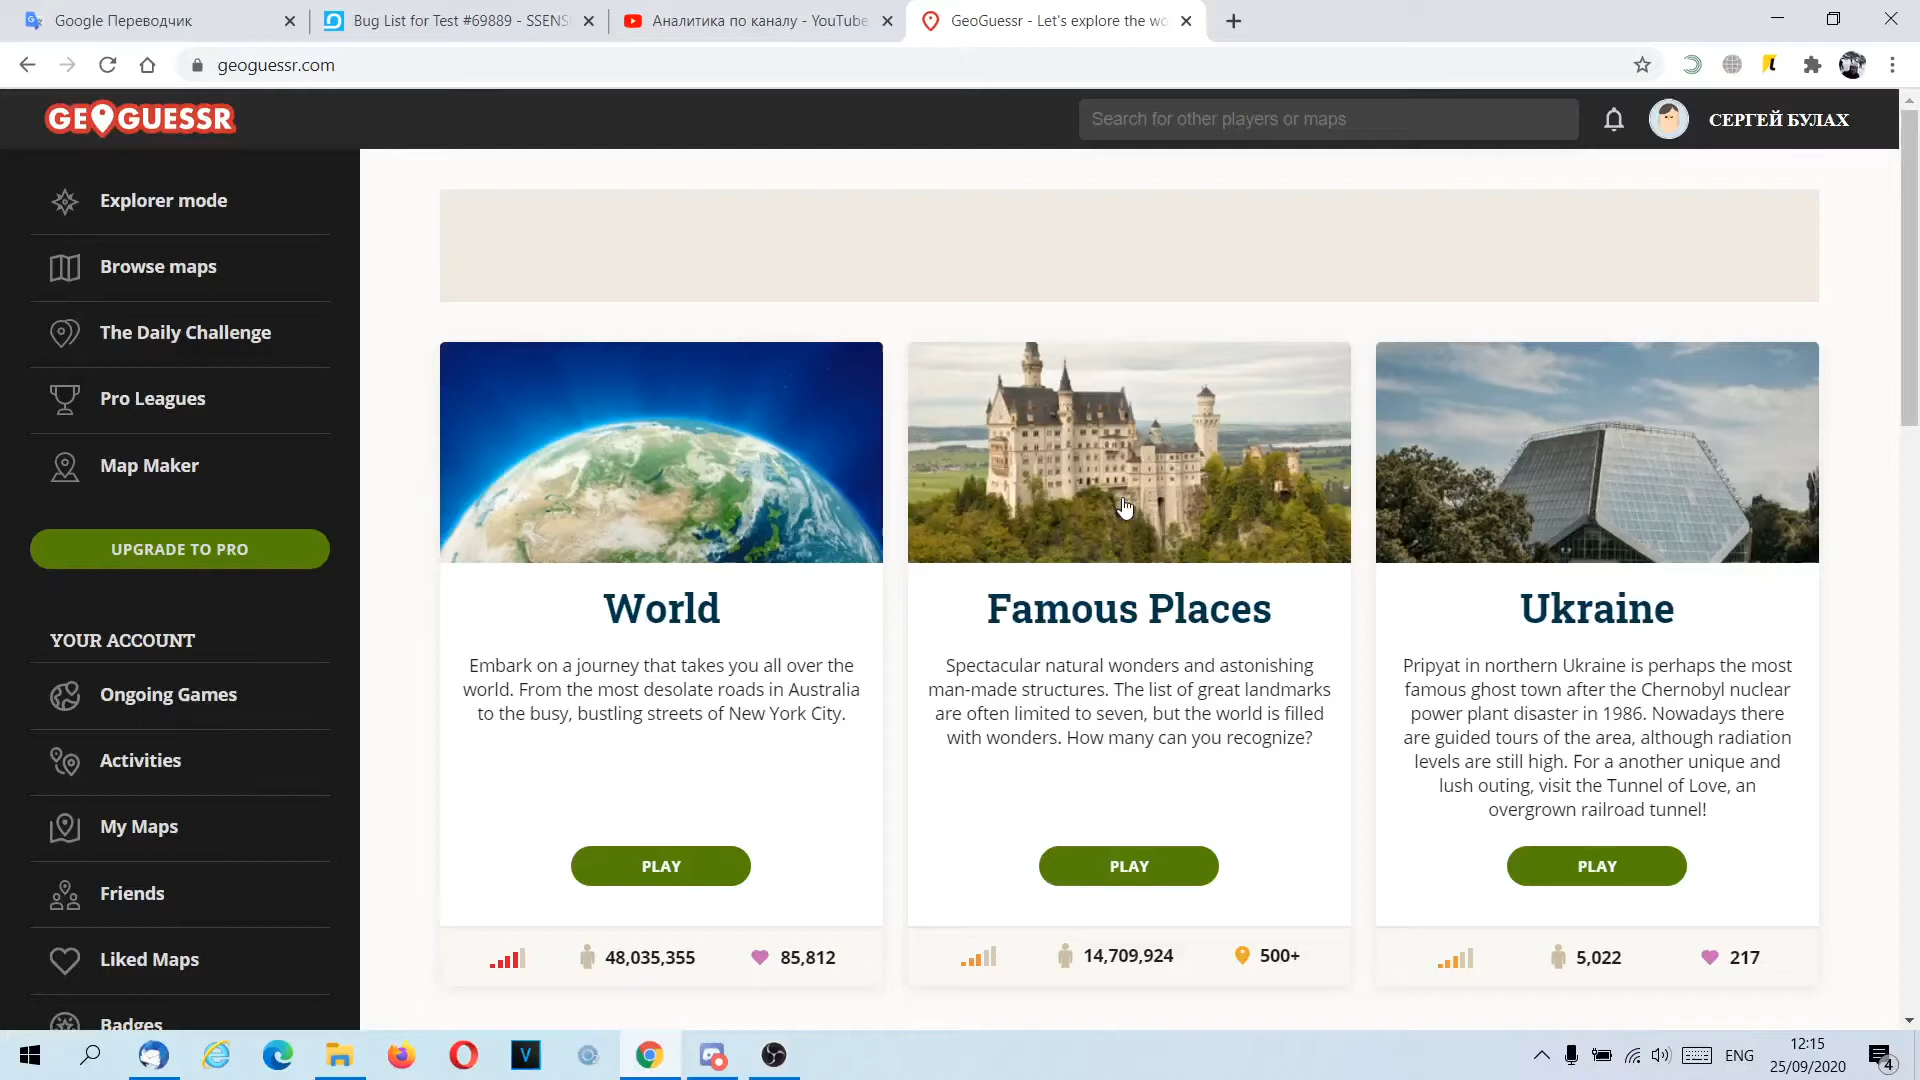 Google Переводчик
Bug List for Test #69889 - SSENS
Аналитика по каналу - YouTube
GeoGuessr - Let's explore the wo
geoguessr.com
GEOGUESSR
Search for other players or maps
СЕРГЕЙ БУЛАХ
Explorer mode
Browse maps
The Daily Challenge
Pro Leagues
Map Maker
UPGRADE TO PRO
YOUR ACCOUNT
Ongoing Games
Activities
My Maps
Friends
Liked Maps
Badges
World
Embark on a journey that takes you all over the
world. From the most desolate roads in Australia
to the busy, bustling streets of New York City.
PLAY
48,035,355
85,812
Famous Places
Spectacular natural wonders and astonishing
man-made structures. The list of great landmarks
are often limited to seven, but the world is filled
with wonders. How many can you recognize?
PLAY
14,709,924
500+
Ukraine
Pripyat in northern Ukraine is perhaps the most
famous ghost town after the Chernobyl nuclear
power plant disaster in 1986. Nowadays there
are guided tours of the area, although radiation
levels are still high. For a another unique and
lush outing, visit the Tunnel of Love, an
overgrown railroad tunnel!
PLAY
5,022
217
V
ENG
12:15
25/09/2020
4